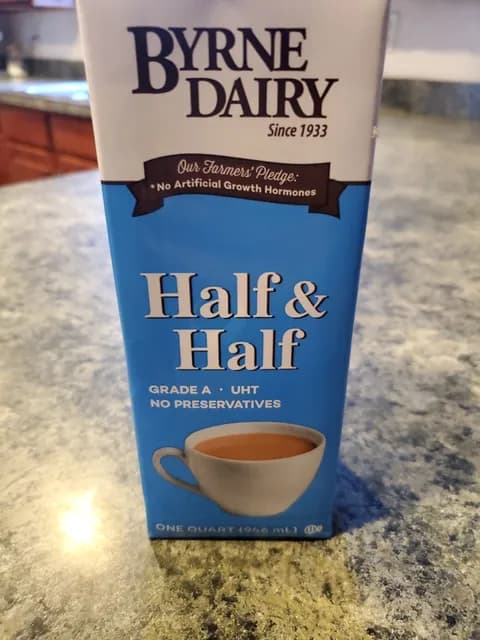 BYRNE
DAIRY
Since 1933
Our Farmers' Pledge:
* No Artificial Growth Hormones
Half &
Half
GRADE A · UHT
NO PRESERVATIVES
ONE QUART (946 mL)